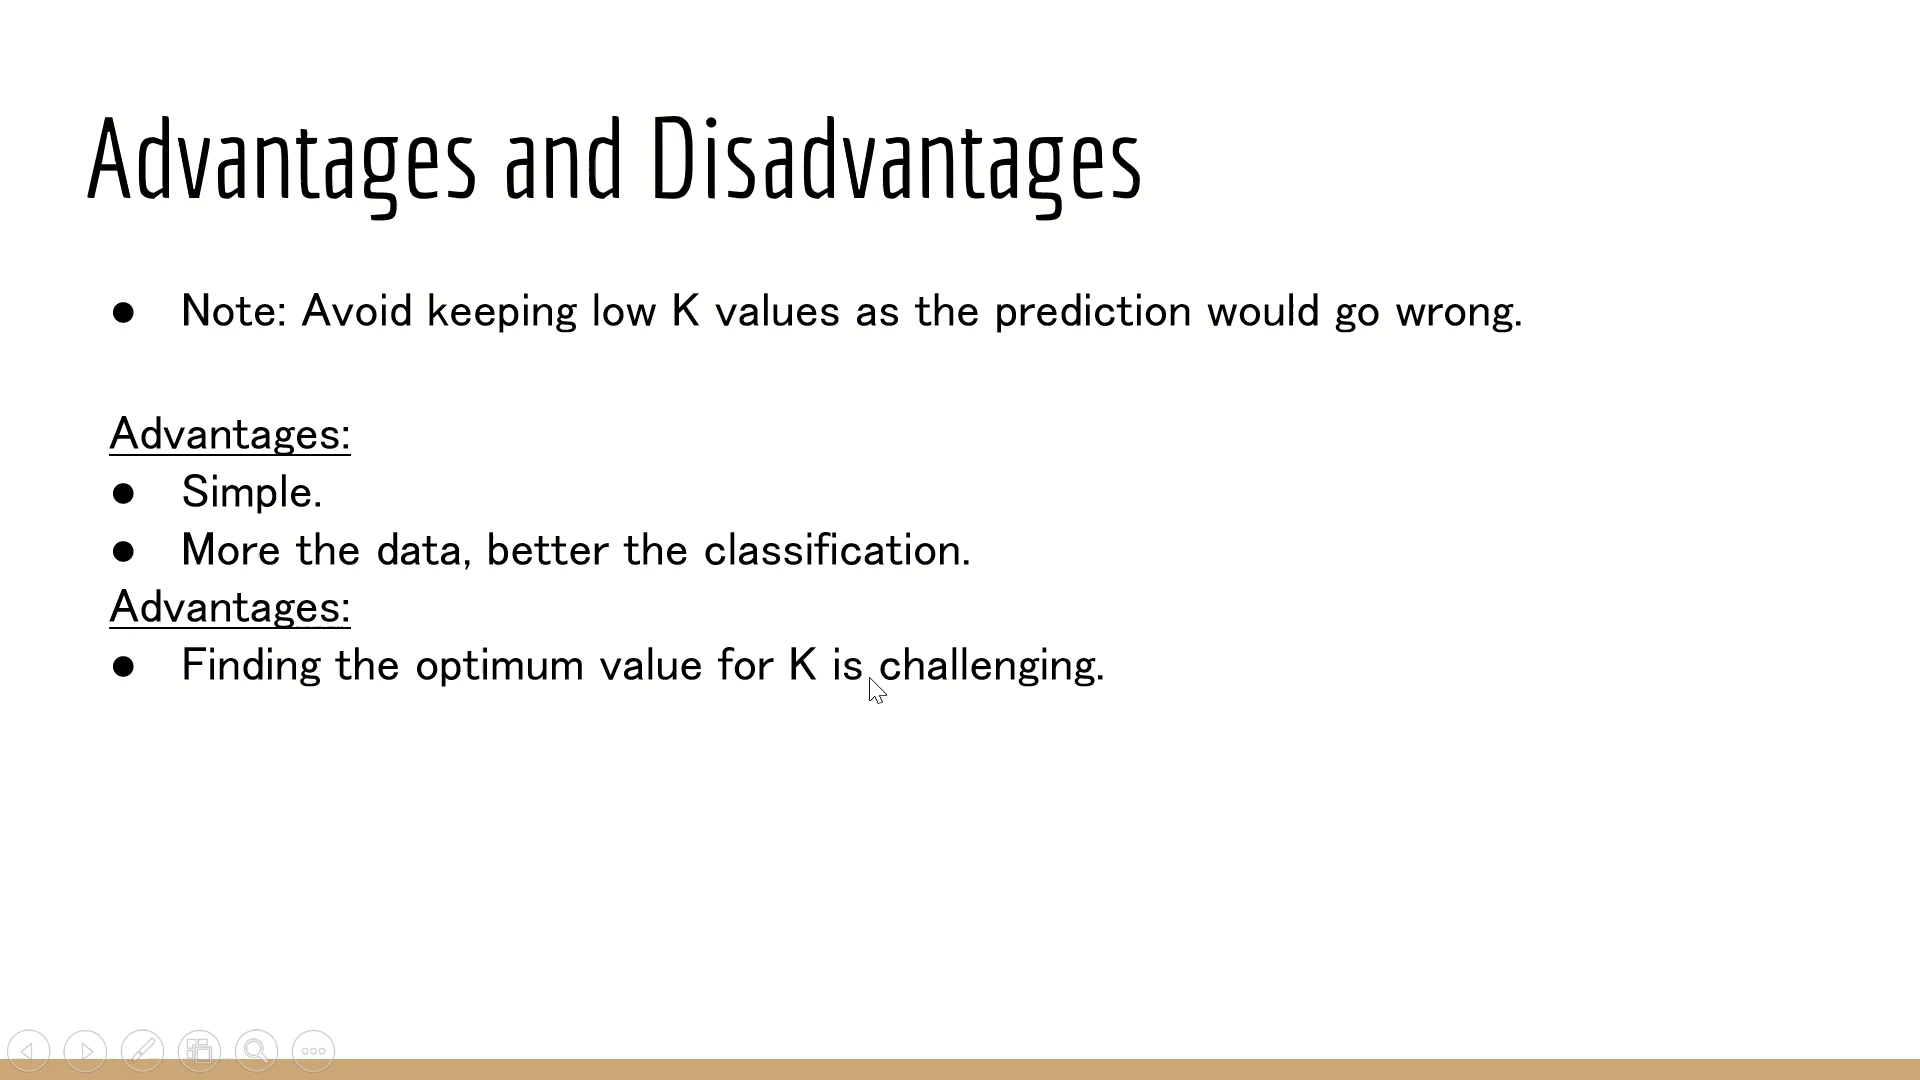 Advantages and Disadvantages
● Note: Avoid keeping low K values as the prediction would go wrong.
Advantages:
● Simple.
● More the data, better the classification.
Advantages:
● Finding the optimum value for K is challenging.